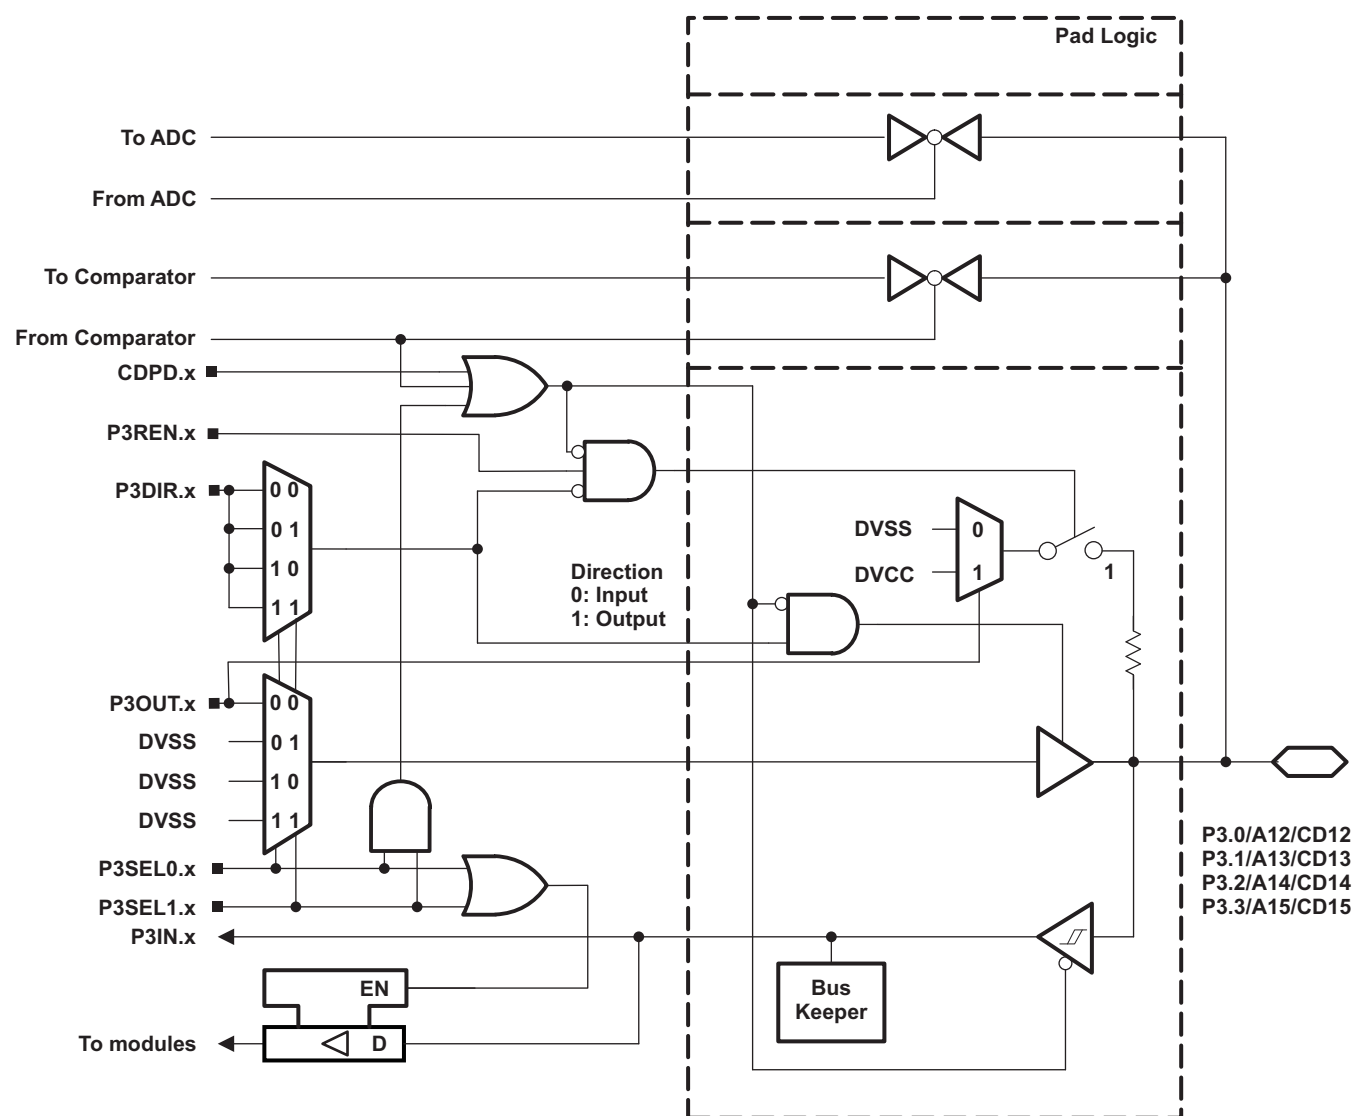 Pad Logic
To ADC
From ADC
To Comparator
From Comparator
CDPD.x
P3REN.x
P3DIR.x
0 0
0 1
1 0
1 1
Direction
0: Input
1: Output
DVSS
0
DVCC
1
1
P3OUT.x
0 0
DVSS
0 1
DVSS
1 0
DVSS
1 1
P3SEL0.x
P3SEL1.x
P3IN.x
P3.0/A12/CD12
P3.1/A13/CD13
P3.2/A14/CD14
P3.3/A15/CD15
Bus
Keeper
EN
To modules
D